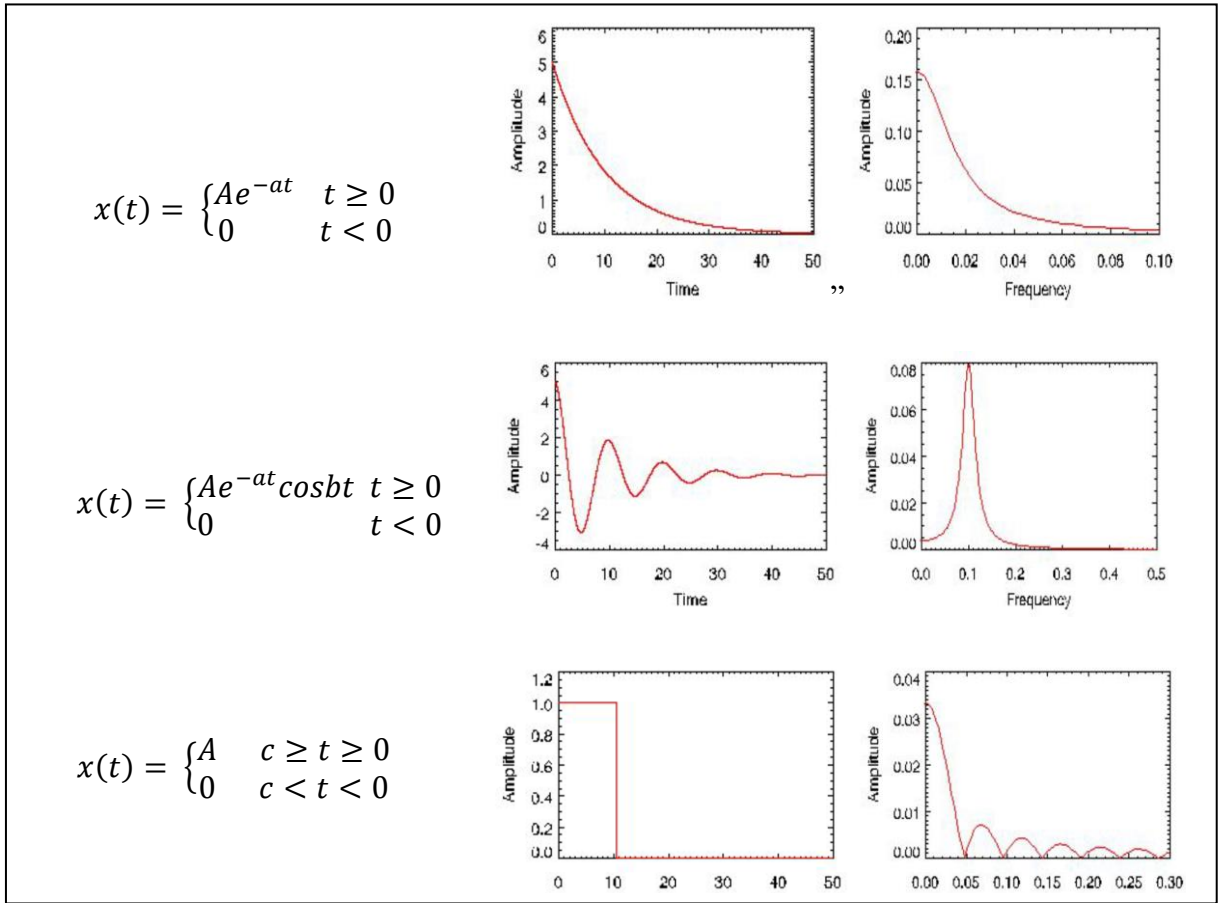 x(t) = {Ae^{-at} t ≥ 0
0 t < 0
Amplitude
6
5
4
3
2
1
0
0 10 20 30 40 50
Time
Amplitude
0.20
0.15
0.10
0.05
0.00
0.00 0.02 0.04 0.06 0.08 0.10
Frequency
”
x(t) = {Ae^{-at}cosbt t ≥ 0
0 t < 0
Amplitude
6
4
2
0
-2
-4
0 10 20 30 40 50
Time
Amplitude
0.08
0.06
0.04
0.02
0.00
0.0 0.1 0.2 0.3 0.4 0.5
Frequency
x(t) = {A c ≥ t ≥ 0
0 c < t < 0
Amplitude
1.2
1.0
0.8
0.6
0.4
0.2
0.0
0 10 20 30 40 50
Amplitude
0.04
0.03
0.02
0.01
0.00
0.00 0.05 0.10 0.15 0.20 0.25 0.30